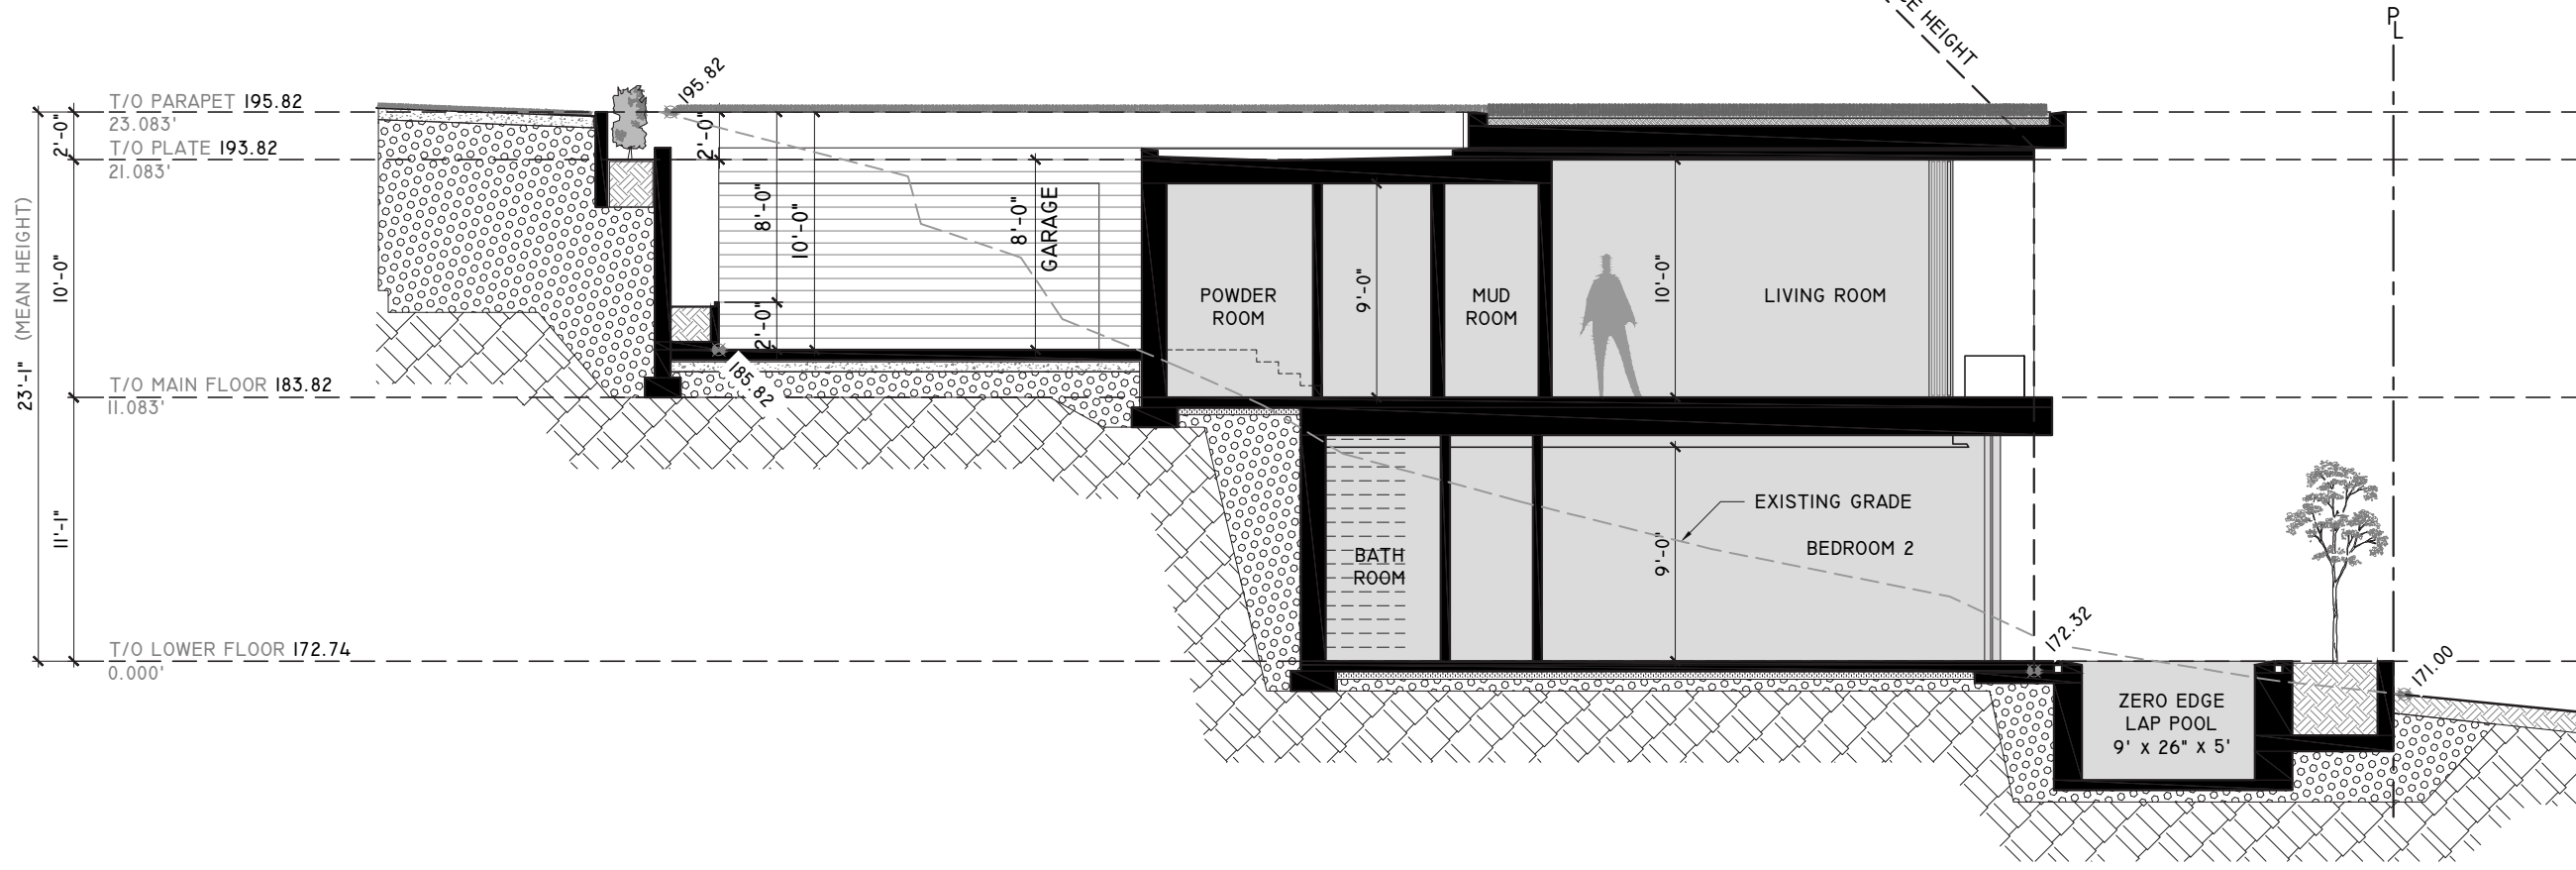 CE HEIGHT
P
L
195.82
T/O PARAPET 195.82
23.083'
2'-0"
2'-0"
T/O PLATE 193.82
21.083'
8'-0"
10'-0"
8'-0"
GARAGE
10'-0"
23'-1" (MEAN HEIGHT)
POWDER
ROOM
9'-0"
MUD
ROOM
10'-0"
LIVING ROOM
2'-0"
185.82
T/O MAIN FLOOR 183.82
11.083'
11'-1"
EXISTING GRADE
BATH
ROOM
9'-0"
BEDROOM 2
172.32
171.00
T/O LOWER FLOOR 172.74
0.000'
ZERO EDGE
LAP POOL
9' x 26" x 5'